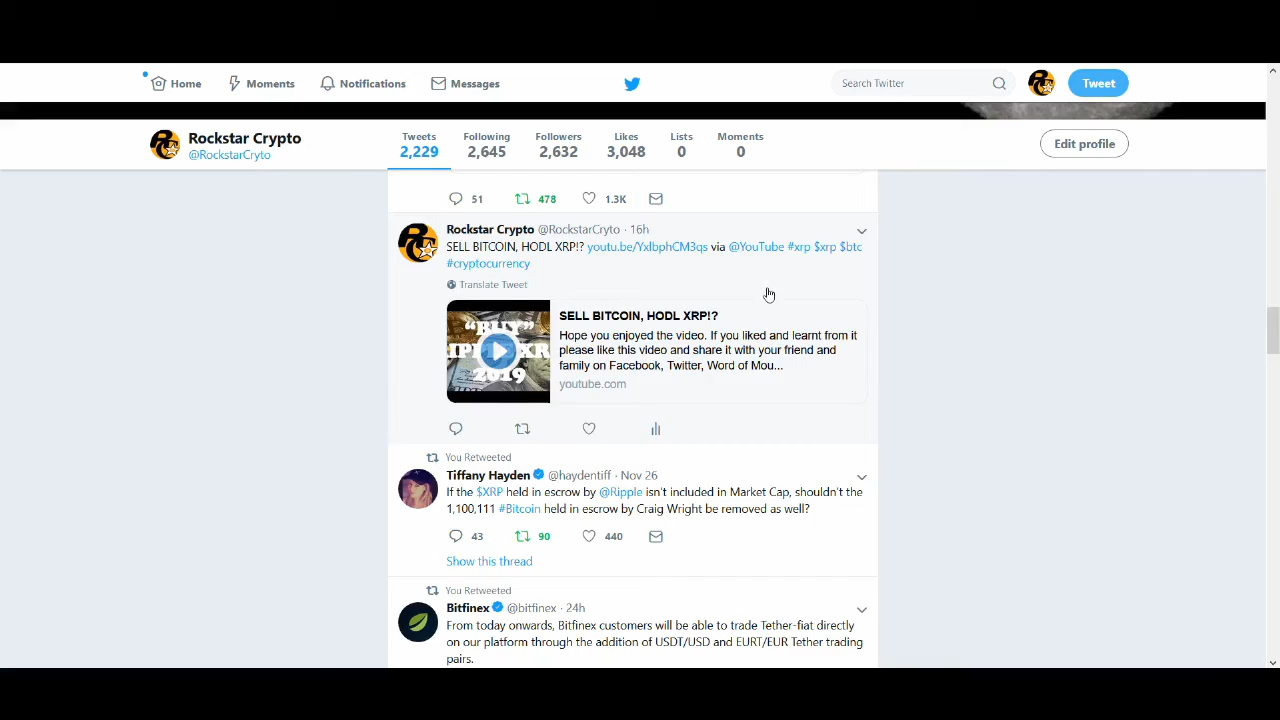 Home
Moments
Notifications
Messages
Search Twitter
Tweet
Rockstar Crypto
@RockstarCryto
Tweets
2,229
Following
2,645
Followers
2,632
Likes
3,048
Lists
0
Moments
0
Edit profile
51
478
1.3K
Rockstar Crypto @RockstarCryto · 16h
SELL BITCOIN, HODL XRP!? youtu.be/YxlbphCM3qs via @YouTube #xrp $xrp $btc
#cryptocurrency
Translate Tweet
"BUY"
2019
SELL BITCOIN, HODL XRP!?
Hope you enjoyed the video. If you liked and learnt from it
please like this video and share it with your friend and
family on Facebook, Twitter, Word of Mou...
youtube.com
You Retweeted
Tiffany Hayden @haydentiff · Nov 26
If the $XRP held in escrow by @Ripple isn't included in Market Cap, shouldn't the
1,100,111 #Bitcoin held in escrow by Craig Wright be removed as well?
43
90
440
Show this thread
You Retweeted
Bitfinex @bitfinex · 24h
From today onwards, Bitfinex customers will be able to trade Tether-fiat directly
on our platform through the addition of USDT/USD and EURT/EUR Tether trading
pairs.